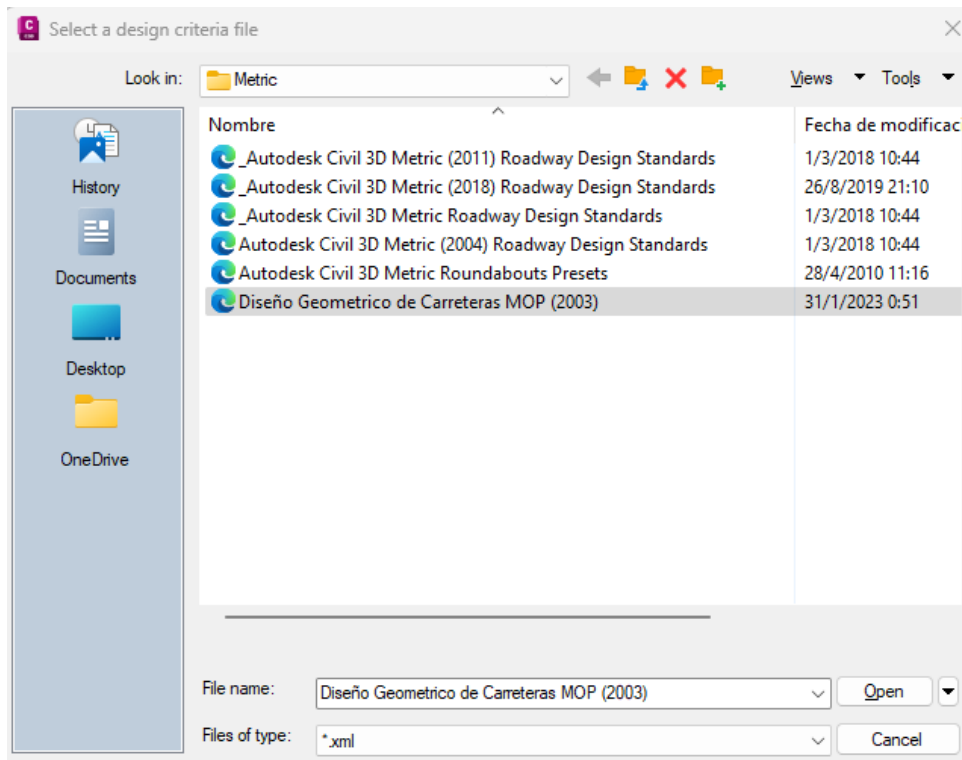 Select a design criteria file
Look in: Metric Views Tools
Nombre Fecha de modificac
_Autodesk Civil 3D Metric (2011) Roadway Design Standards 1/3/2018 10:44
_Autodesk Civil 3D Metric (2018) Roadway Design Standards 26/8/2019 21:10
_Autodesk Civil 3D Metric Roadway Design Standards 1/3/2018 10:44
Autodesk Civil 3D Metric (2004) Roadway Design Standards 1/3/2018 10:44
Autodesk Civil 3D Metric Roundabouts Presets 28/4/2010 11:16
Diseño Geometrico de Carreteras MOP (2003) 31/1/2023 0:51
History
Documents
Desktop
OneDrive
File name: Diseño Geometrico de Carreteras MOP (2003) Open
Files of type: *.xml Cancel